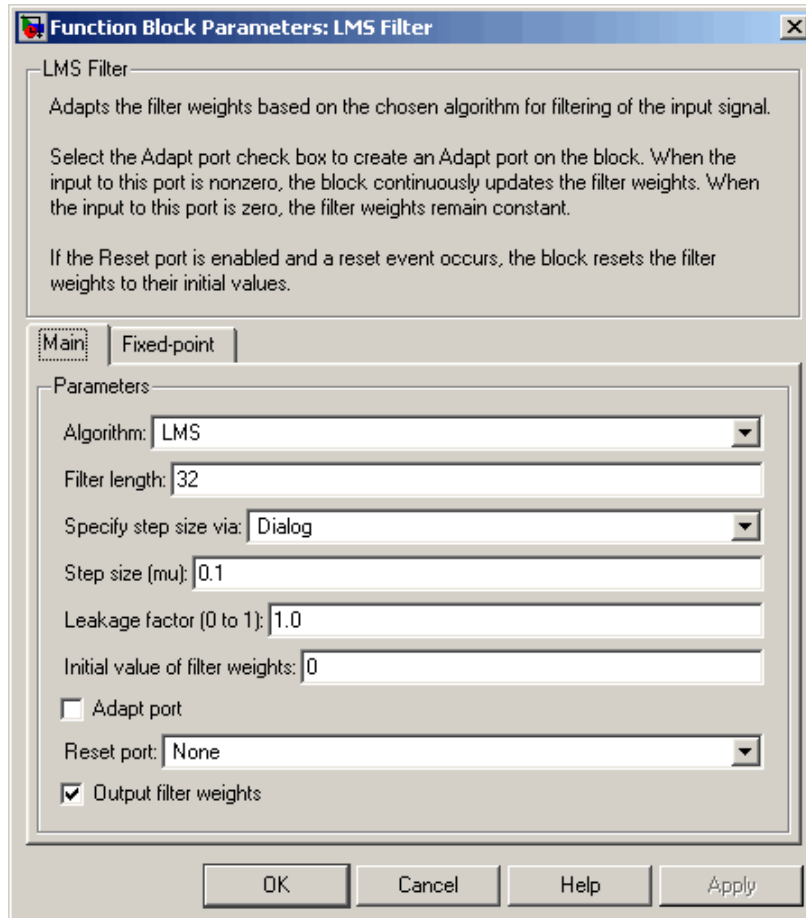 Function Block Parameters: LMS Filter
LMS Filter
Adapts the filter weights based on the chosen algorithm for filtering of the input signal.
Select the Adapt port check box to create an Adapt port on the block. When the
input to this port is nonzero, the block continuously updates the filter weights. When
the input to this port is zero, the filter weights remain constant.
If the Reset port is enabled and a reset event occurs, the block resets the filter
weights to their initial values.
Main Fixed-point
Parameters
Algorithm: LMS
Filter length: 32
Specify step size via: Dialog
Step size (mu): 0.1
Leakage factor (0 to 1): 1.0
Initial value of filter weights: 0
Adapt port
Reset port: None
Output filter weights
OK Cancel Help Apply